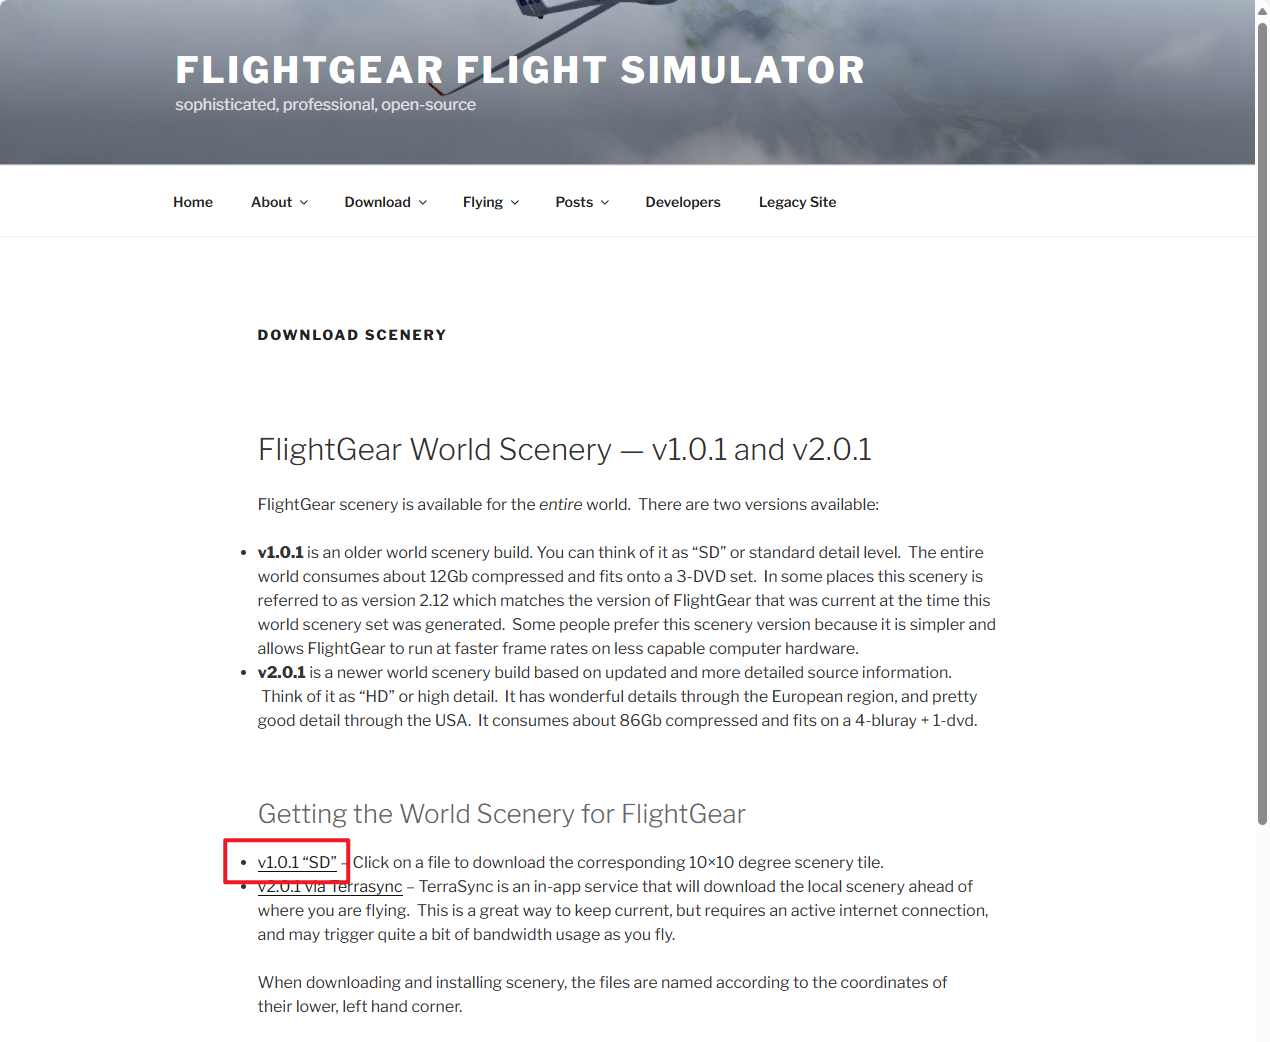 FLIGHTGEAR FLIGHT SIMULATOR
sophisticated, professional, open-source
Home About Download Flying Posts Developers Legacy Site
DOWNLOAD SCENERY
FlightGear World Scenery — v1.0.1 and v2.0.1
FlightGear scenery is available for the entire world.  There are two versions available:
• v1.0.1 is an older world scenery build. You can think of it as “SD” or standard detail level.  The entire
world consumes about 12Gb compressed and fits onto a 3-DVD set.  In some places this scenery is
referred to as version 2.12 which matches the version of FlightGear that was current at the time this
world scenery set was generated.  Some people prefer this scenery version because it is simpler and
allows FlightGear to run at faster frame rates on less capable computer hardware.
• v2.0.1 is a newer world scenery build based on updated and more detailed source information.
Think of it as “HD” or high detail.  It has wonderful details through the European region, and pretty
good detail through the USA.  It consumes about 86Gb compressed and fits on a 4-bluray + 1-dvd.
Getting the World Scenery for FlightGear
• v1.0.1 “SD” – Click on a file to download the corresponding 10×10 degree scenery tile.
• v2.0.1 via Terrasync – TerraSync is an in-app service that will download the local scenery ahead of
where you are flying.  This is a great way to keep current, but requires an active internet connection,
and may trigger quite a bit of bandwidth usage as you fly.
When downloading and installing scenery, the files are named according to the coordinates of
their lower, left hand corner.